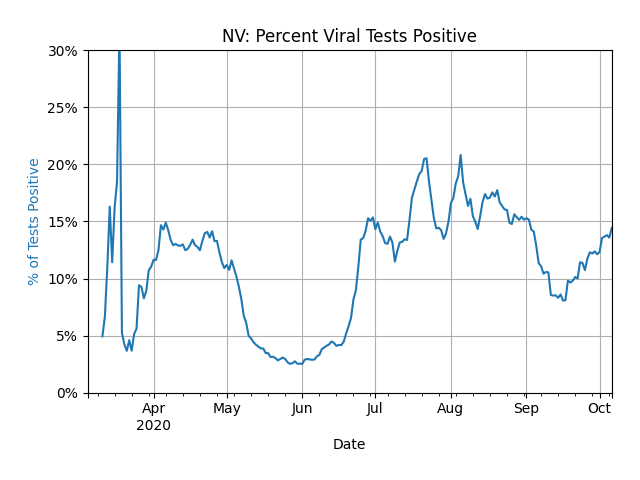 NV: Percent Viral Tests Positive
30%
25%
20%
15%
10%
5%
0%
% of Tests Positive
Apr May Jun Jul Aug Sep Oct
2020
Date